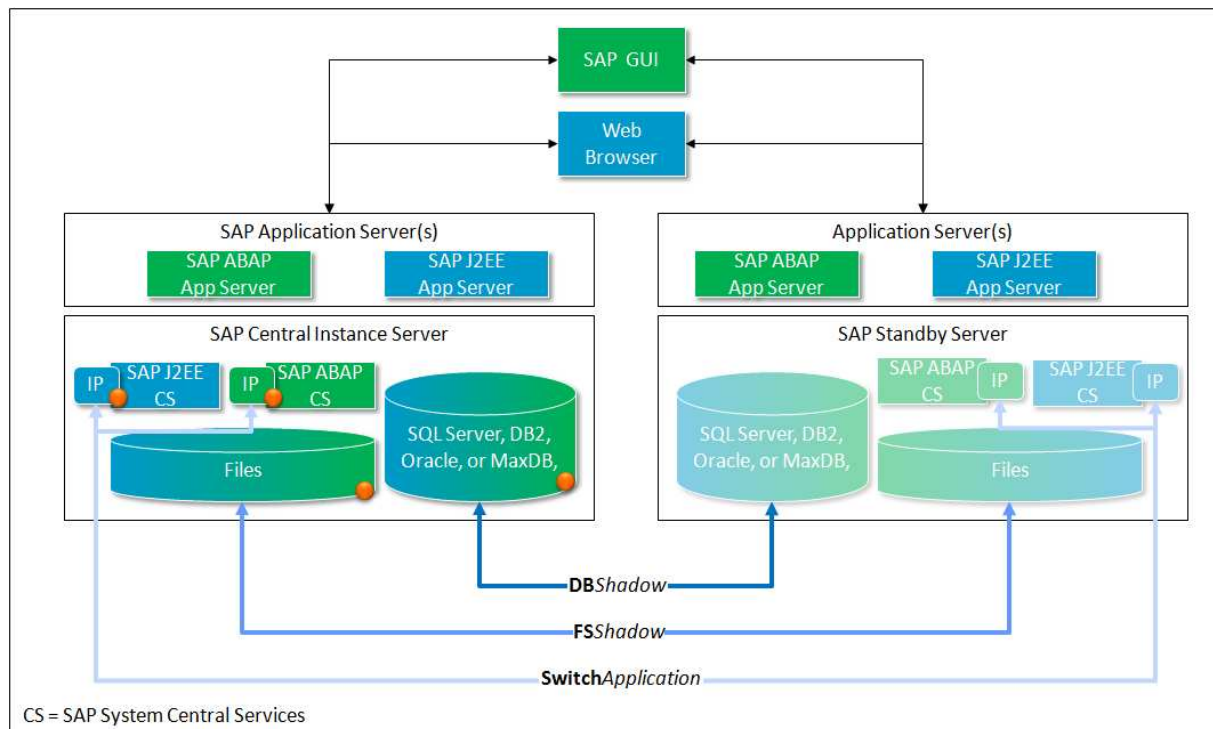 SAP GUI
Web
Browser
SAP Application Server(s)
SAP ABAP
App Server
SAP J2EE
App Server
Application Server(s)
SAP ABAP
App Server
SAP J2EE
App Server
SAP Central Instance Server
IP
SAP J2EE
CS
IP
SAP ABAP
CS
Files
SQL Server, DB2,
Oracle, or MaxDB,
SAP Standby Server
SQL Server, DB2,
Oracle, or MaxDB,
SAP ABAP
CS
IP
SAP J2EE
CS
IP
Files
DBShadow
FSShadow
SwitchApplication
CS = SAP System Central Services